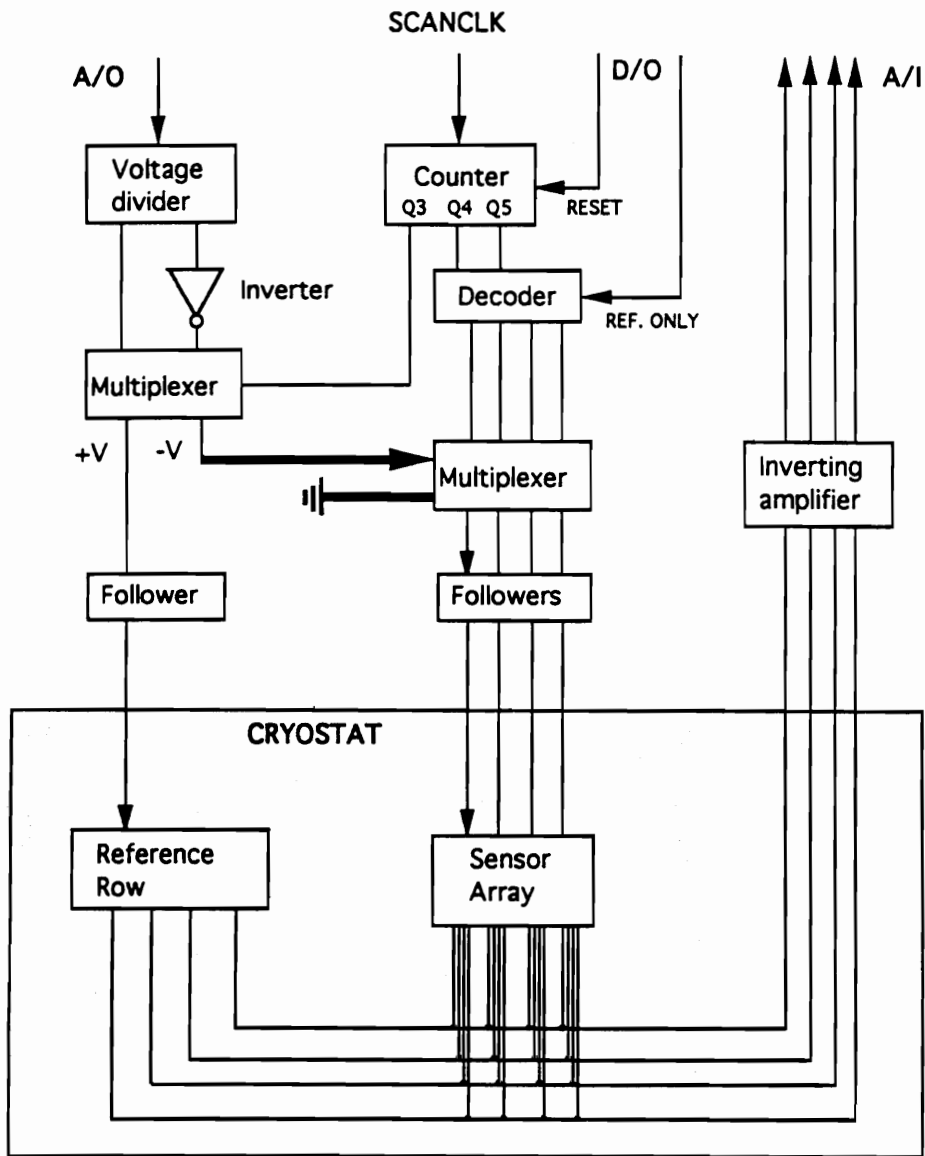 SCANCLK
A/O
D/O
A/I
Voltage
divider
Counter
Q3 Q4 Q5
RESET
Inverter
Decoder
REF. ONLY
Multiplexer
+V
-V
Multiplexer
Inverting
amplifier
Follower
Followers
CRYOSTAT
Reference
Row
Sensor
Array